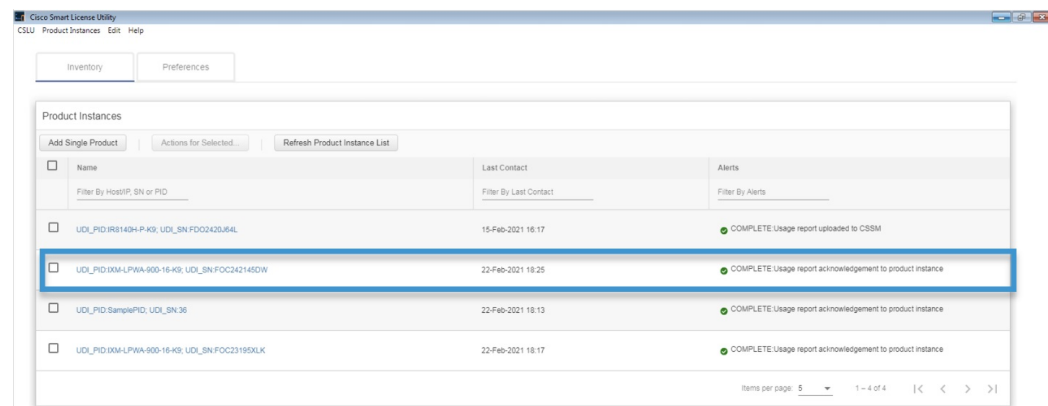 Cisco Smart License Utility
CSLU Product Instances Edit Help
Inventory Preferences
Product Instances
Add Single Product Actions for Selected... Refresh Product Instance List
Name Last Contact Alerts
Filter By Host/IP, SN or PID Filter By Last Contact Filter By Alerts
UDI_PID:IR8140H-P-K9; UDI_SN:FDO2420J64L 15-Feb-2021 16:17 COMPLETE:Usage report uploaded to CSSM
UDI_PID:IXM-LPWA-900-16-K9; UDI_SN:FOC242145DW 22-Feb-2021 18:25 COMPLETE:Usage report acknowledgement to product instance
UDI_PID:SamplePID; UDI_SN:36 22-Feb-2021 18:13 COMPLETE:Usage report acknowledgement to product instance
UDI_PID:IXM-LPWA-900-16-K9; UDI_SN:FOC23195XLK 22-Feb-2021 18:17 COMPLETE:Usage report acknowledgement to product instance
Items per page: 5 1 – 4 of 4